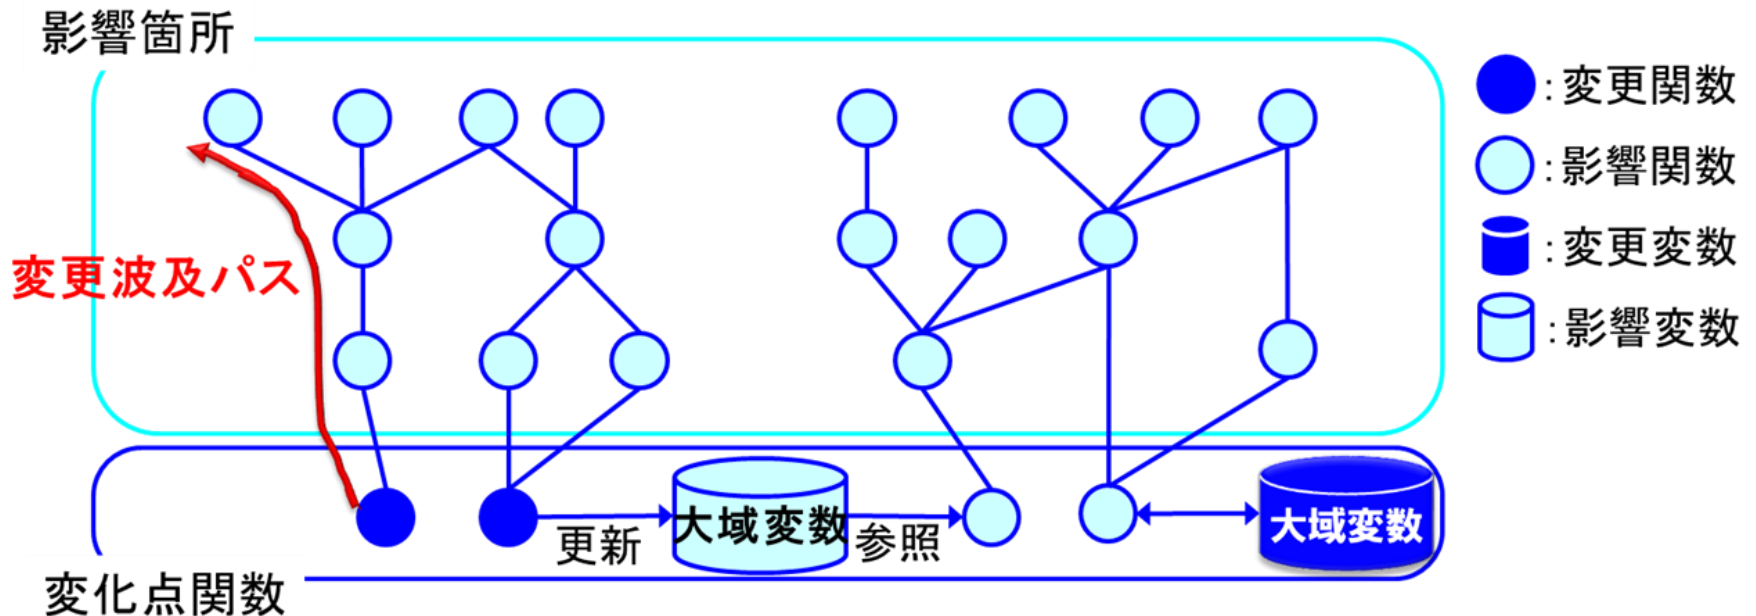 影響箇所
：変更関数
：影響関数
：変更変数
変更波及パス
：影響変数
大域変数
大域変数
更新
参照
変化点関数